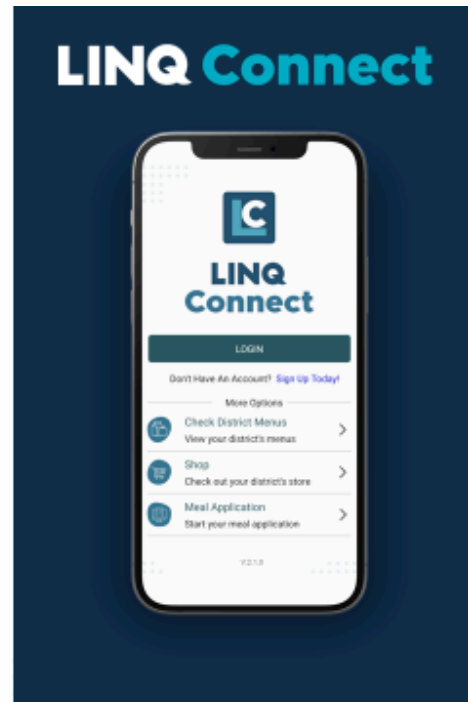 LINQ Connect
LC
LINQ
Connect
LOGIN
Don't Have An Account? Sign Up Today!
More Options
Check District Menus
View your district's menus
Shop
Check out your district's store
Meal Application
Start your meal application